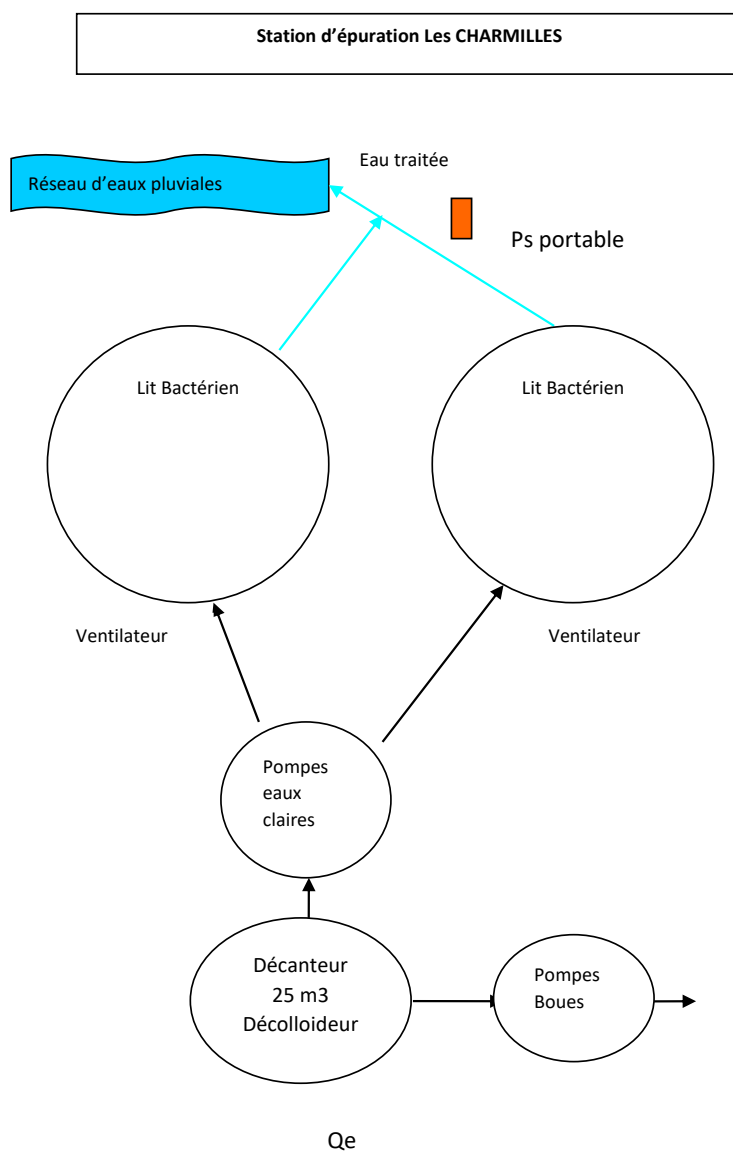 Station d'épuration Les CHARMILLES
Eau traitée
Réseau d'eaux pluviales
Ps portable
Lit Bactérien
Lit Bactérien
Ventilateur
Ventilateur
Pompes
eaux
claires
Décanteur
25 m3
Décolloideur
Pompes
Boues
Qe